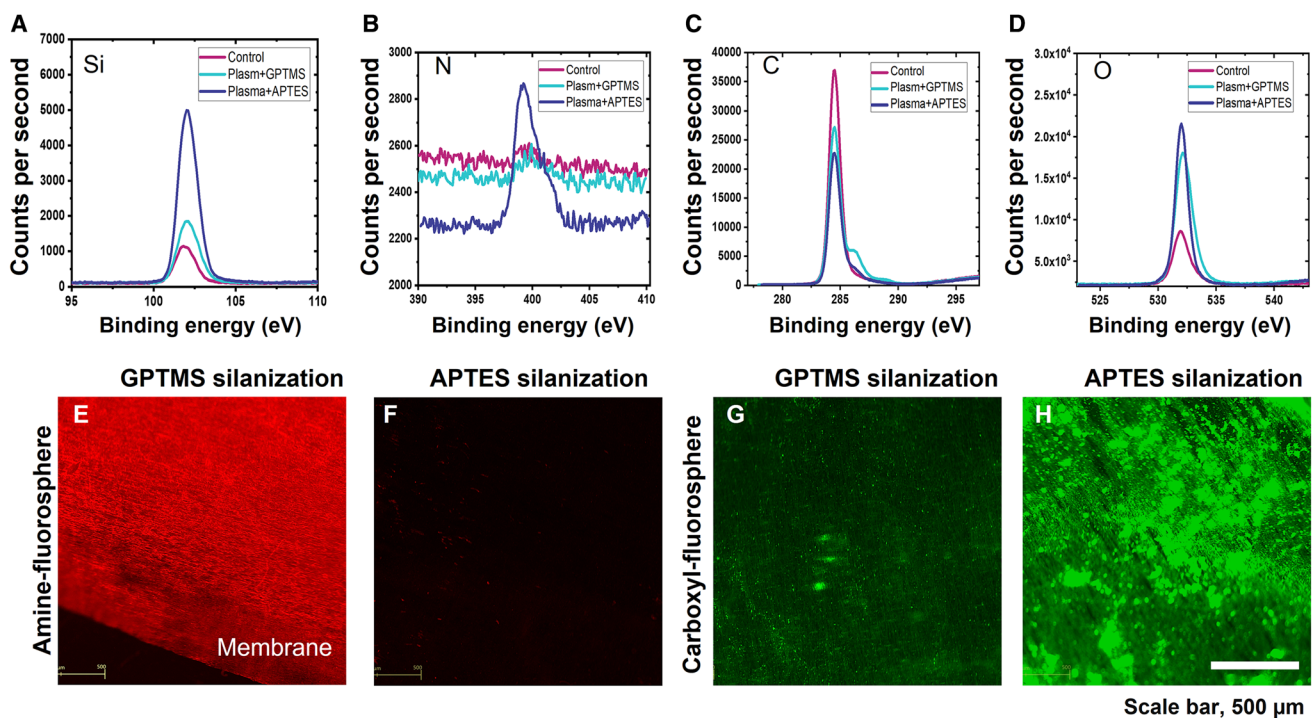 A
Counts per second
7000
6000
5000
4000
3000
2000
1000
0
Si
Control
Plasm+GPTMS
Plasma+APTES
95
100
105
110
Binding energy (eV)
B
Counts per second
3000
2800
2600
2400
2200
2000
N
Control
Plasm+GPTMS
Plasma+APTES
390
395
400
405
410
Binding energy (eV)
C
Counts per second
40000
35000
30000
25000
20000
15000
10000
5000
0
C
Control
Plasm+GPTMS
Plasma+APTES
280
285
290
295
Binding energy (eV)
D
Counts per second
3.0x10⁴
2.5x10⁴
2.0x10⁴
1.5x10⁴
1.0x10⁴
5.0x10³
O
Control
Plasm+GPTMS
Plasma+APTES
525
530
535
540
Binding energy (eV)
GPTMS silanization
APTES silanization
GPTMS silanization
APTES silanization
Amine-fluorosphere
E
Membrane
µm
500
F
µm
500
Carboxyl-fluorosphere
G
H
500
Scale bar, 500 µm